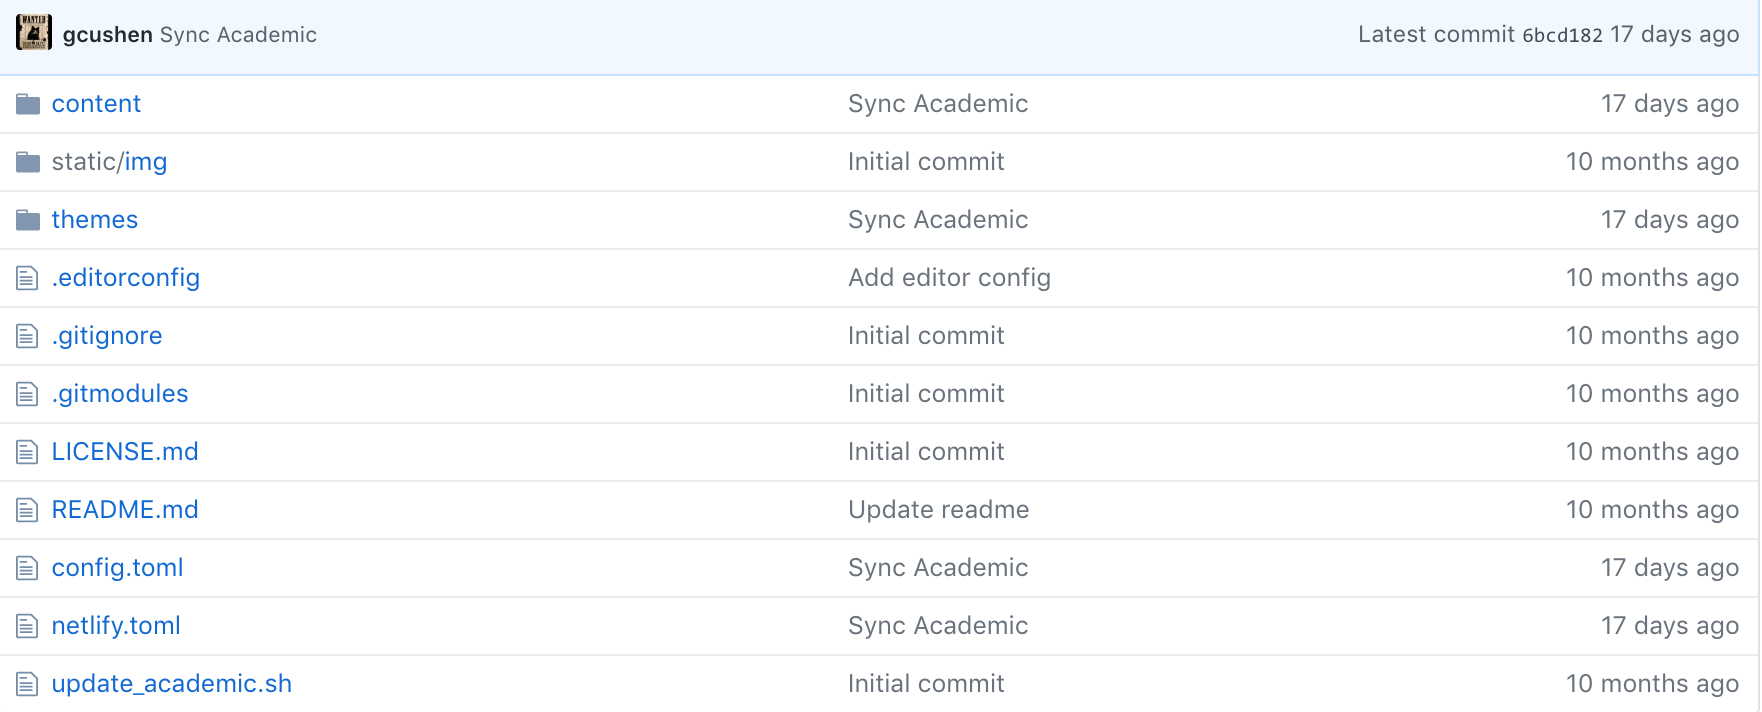 gcushen Sync Academic Latest commit 6bcd182 17 days ago
content Sync Academic 17 days ago
static/img Initial commit 10 months ago
themes Sync Academic 17 days ago
.editorconfig Add editor config 10 months ago
.gitignore Initial commit 10 months ago
.gitmodules Initial commit 10 months ago
LICENSE.md Initial commit 10 months ago
README.md Update readme 10 months ago
config.toml Sync Academic 17 days ago
netlify.toml Sync Academic 17 days ago
update_academic.sh Initial commit 10 months ago